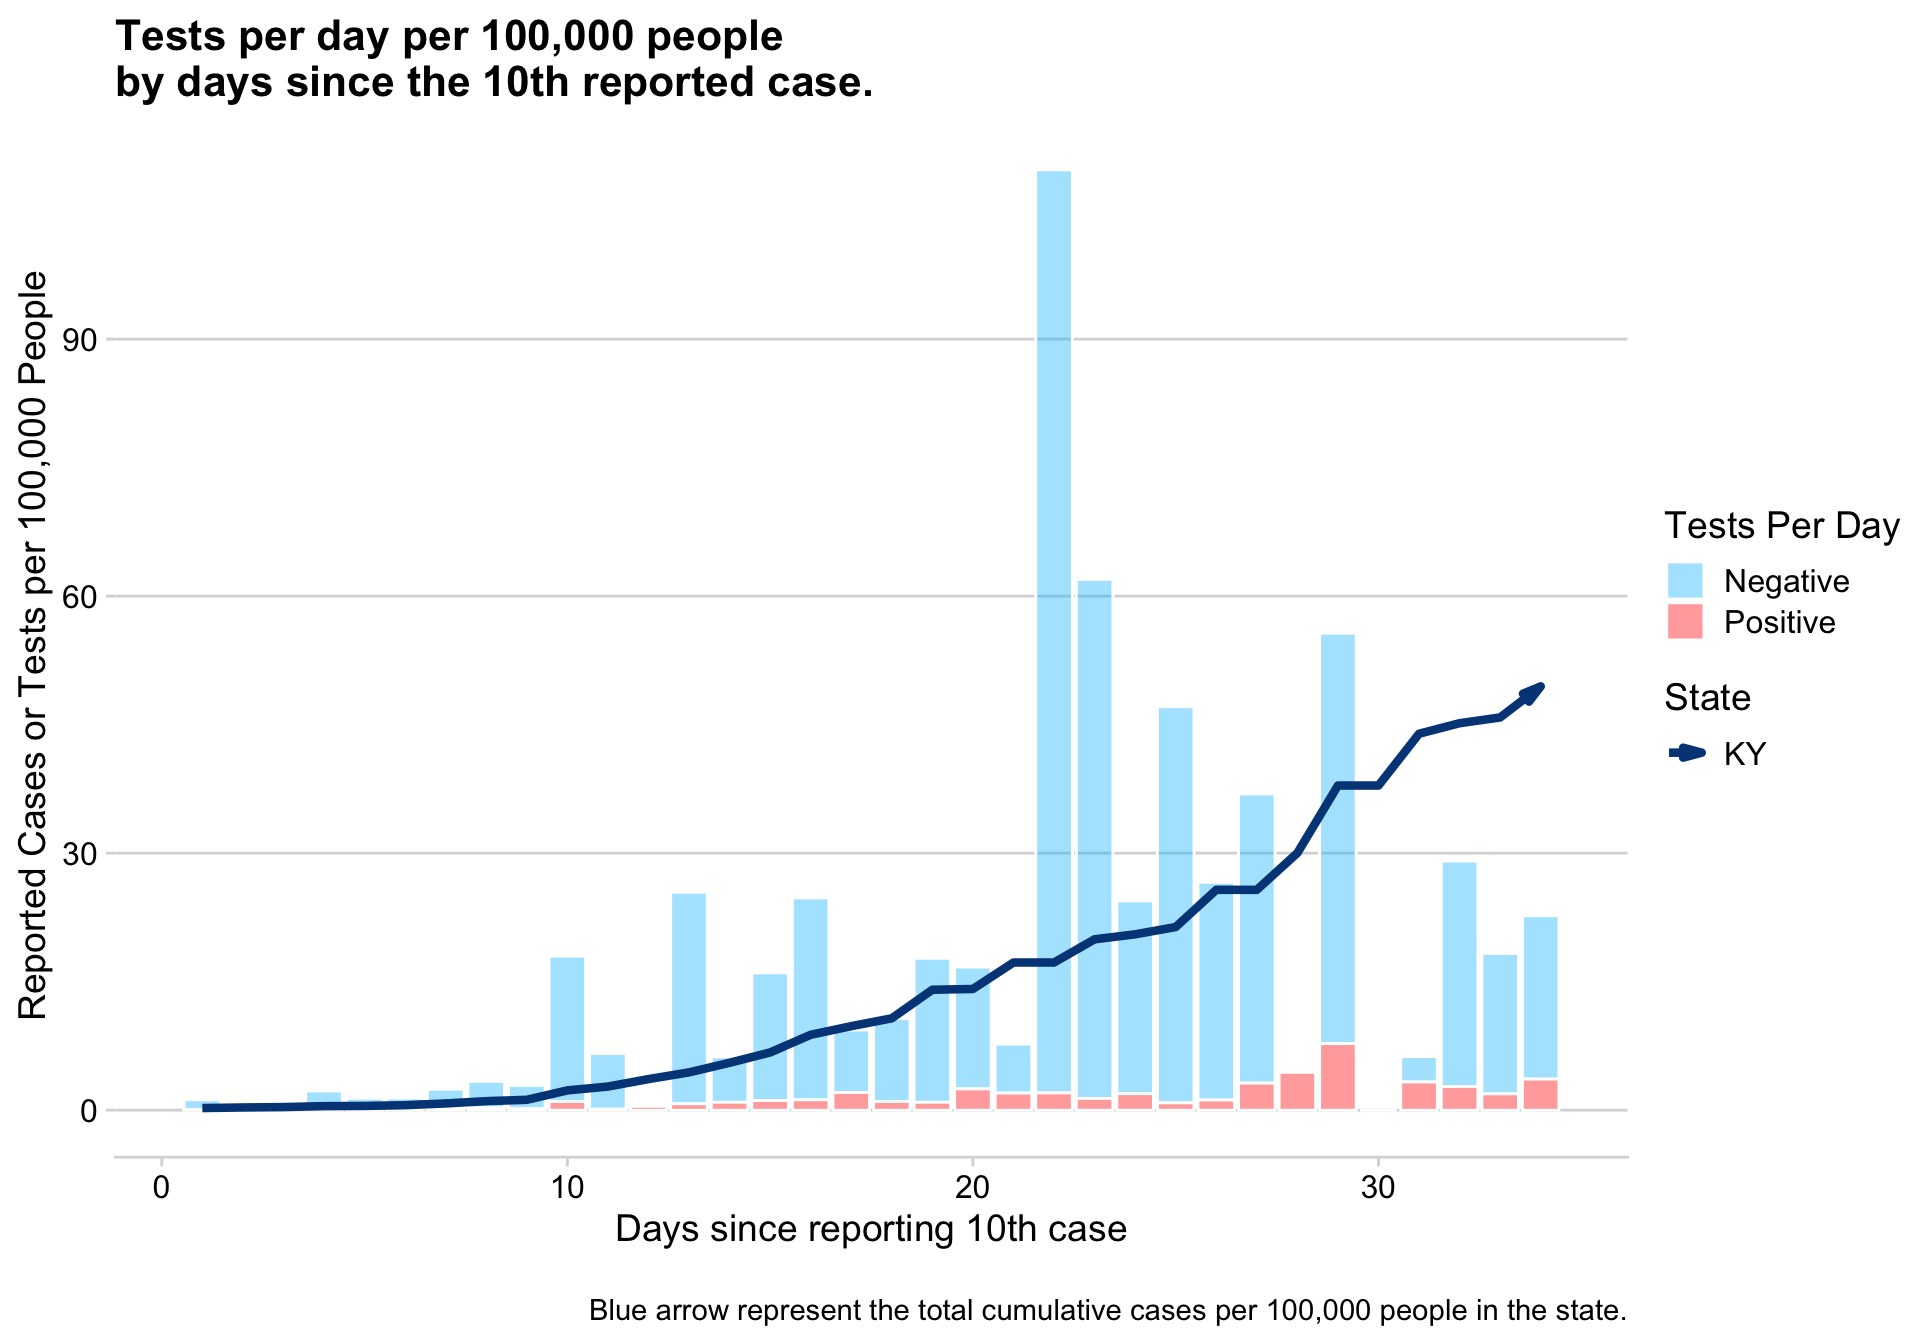 Tests per day per 100,000 people
by days since the 10th reported case.
Reported Cases or Tests per 100,000 People
90
60
30
0
0
10
20
30
Days since reporting 10th case
Tests Per Day
Negative
Positive
State
KY
Blue arrow represent the total cumulative cases per 100,000 people in the state.